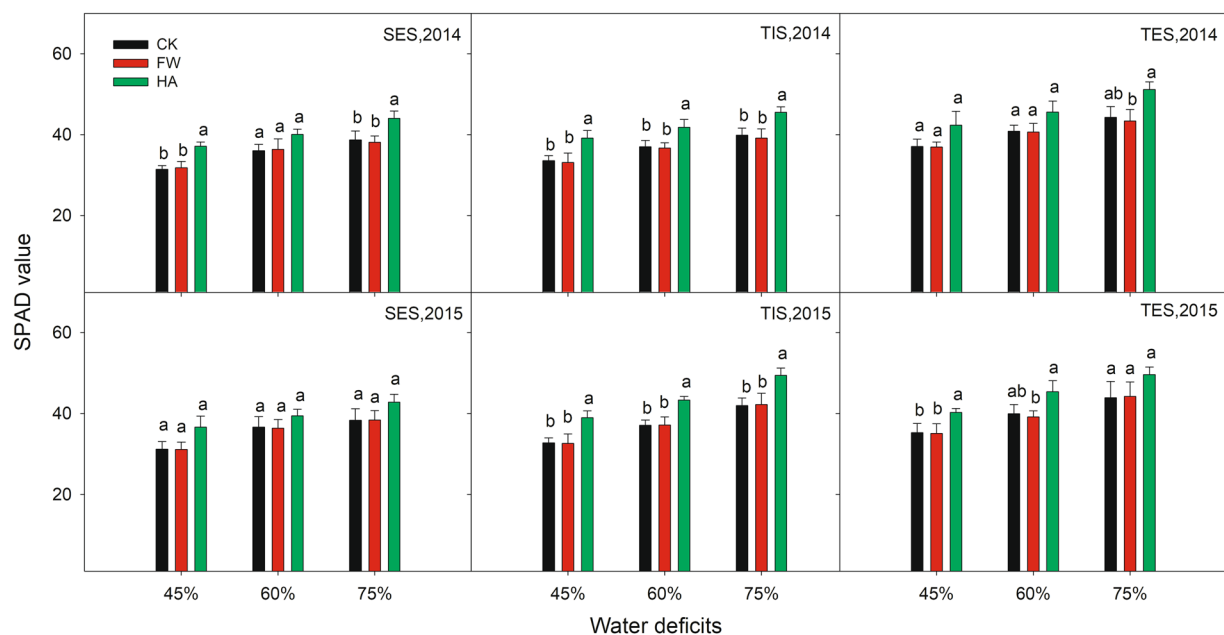 SPAD value
60
40
20
CK
FW
HA
SES,2014
b b a
a a a
b b a
TIS,2014
b b a
b b a
b b a
TES,2014
a a a
a a a
ab b a
60
40
20
SES,2015
a a a
a a a
a a a
TIS,2015
b b a
b b a
b b a
TES,2015
b b a
ab b a
a a a
45% 60% 75%
45% 60% 75%
45% 60% 75%
Water deficits